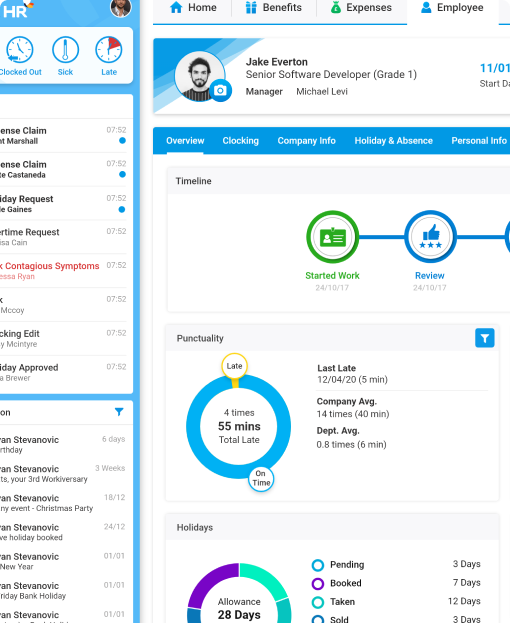 HR
Clocked Out
Sick
Late
ense Claim
07:52
nt Marshall
ense Claim
07:52
te Castaneda
iday Request
07:52
le Gaines
ertime Request
07:52
isa Cain
k Contagious Symptoms
07:52
essa Ryan
k
07:52
Mccoy
cking Edit
07:52
y Mcintyre
iday Approved
07:52
a Brewer
on
van Stevanovic
6 days
rthday
van Stevanovic
3 Weeks
ts, your 3rd Workiversary
van Stevanovic
18/12
ny event - Christmas Party
van Stevanovic
24/12
ve holiday booked
van Stevanovic
01/01
New Year
van Stevanovic
01/01
riday Bank Holiday
van Stevanovic
01/01
Home
Benefits
Expenses
Employee
Jake Everton
Senior Software Developer (Grade 1)
Manager Michael Levi
11/01
Start Da
Overview
Clocking
Company Info
Holiday & Absence
Personal Info
Timeline
Started Work
24/10/17
Review
24/10/17
Punctuality
Late
4 times
55 mins
Total Late
On
Time
Last Late
12/04/20 (5 min)
Company Avg.
14 times (40 min)
Dept. Avg.
0.8 times (6 min)
Holidays
Allowance
28 Days
Pending
3 Days
Booked
7 Days
Taken
12 Days
Sold
3 Days